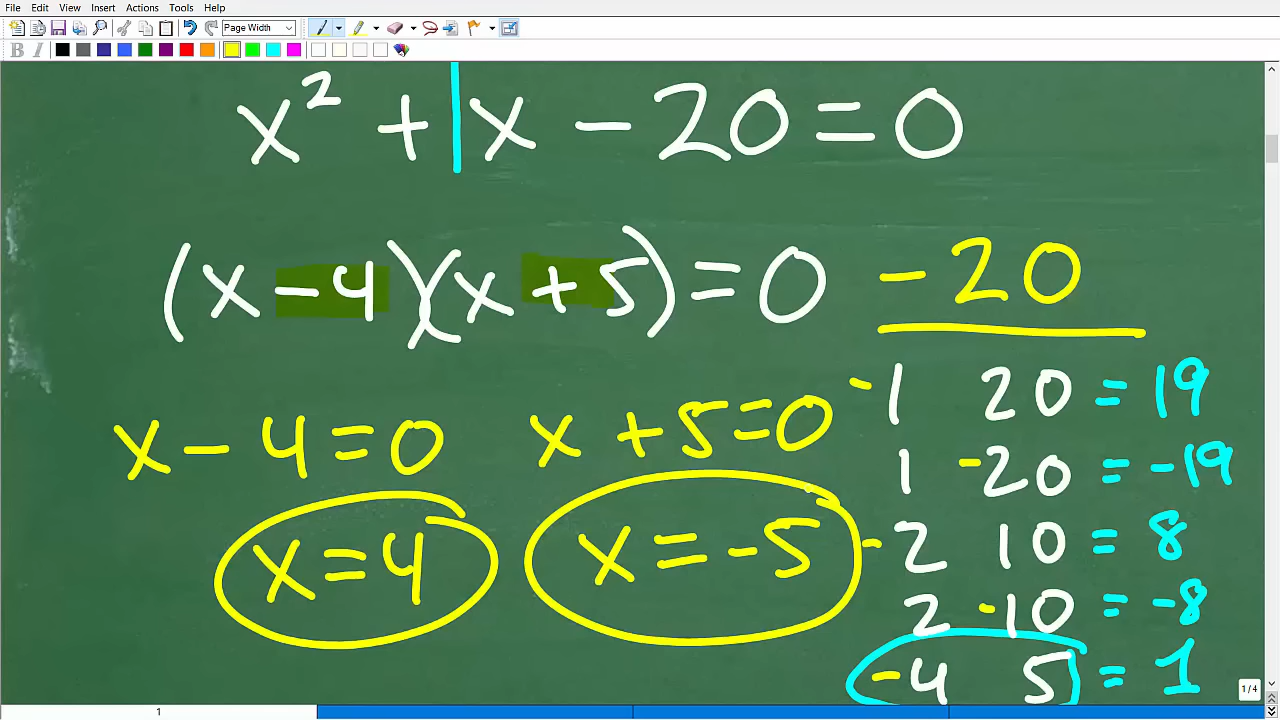 File Edit View Insert Actions Tools Help
Page Width
B I
x² + 1x - 20 = 0
(x - 4)(x + 5) = 0
x - 4 = 0 x + 5 = 0
x = 4 x = -5
-20
-1 20 = 19
1 -20 = -19
-2 10 = 8
2 -10 = -8
-4 5 = 1
1/4
1